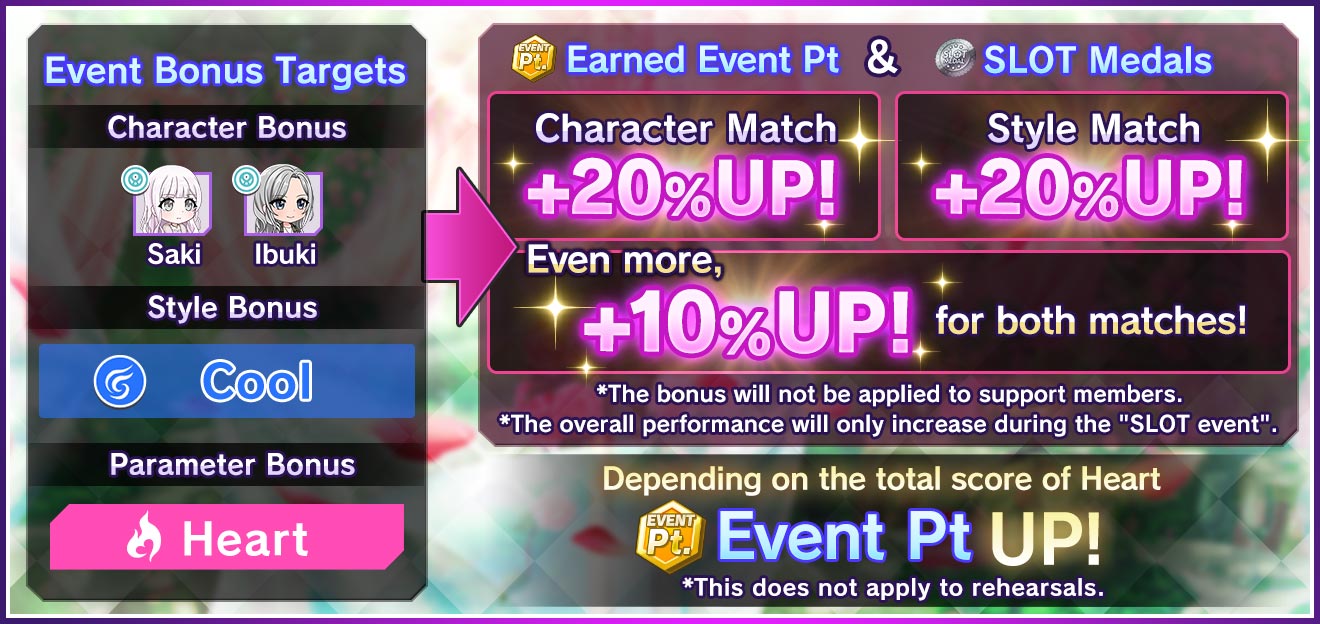 Event Bonus Targets
Character Bonus
Saki
Ibuki
Style Bonus
Cool
Parameter Bonus
Heart
EVENT
Pt.
Earned Event Pt & SLOT Medals
SLOT
MEDAL
Character Match
+20%UP!
Style Match
+20%UP!
Even more,
+10%UP! for both matches!
*The bonus will not be applied to support members.
*The overall performance will only increase during the "SLOT event".
Depending on the total score of Heart
EVENT
Pt.
Event Pt UP!
*This does not apply to rehearsals.